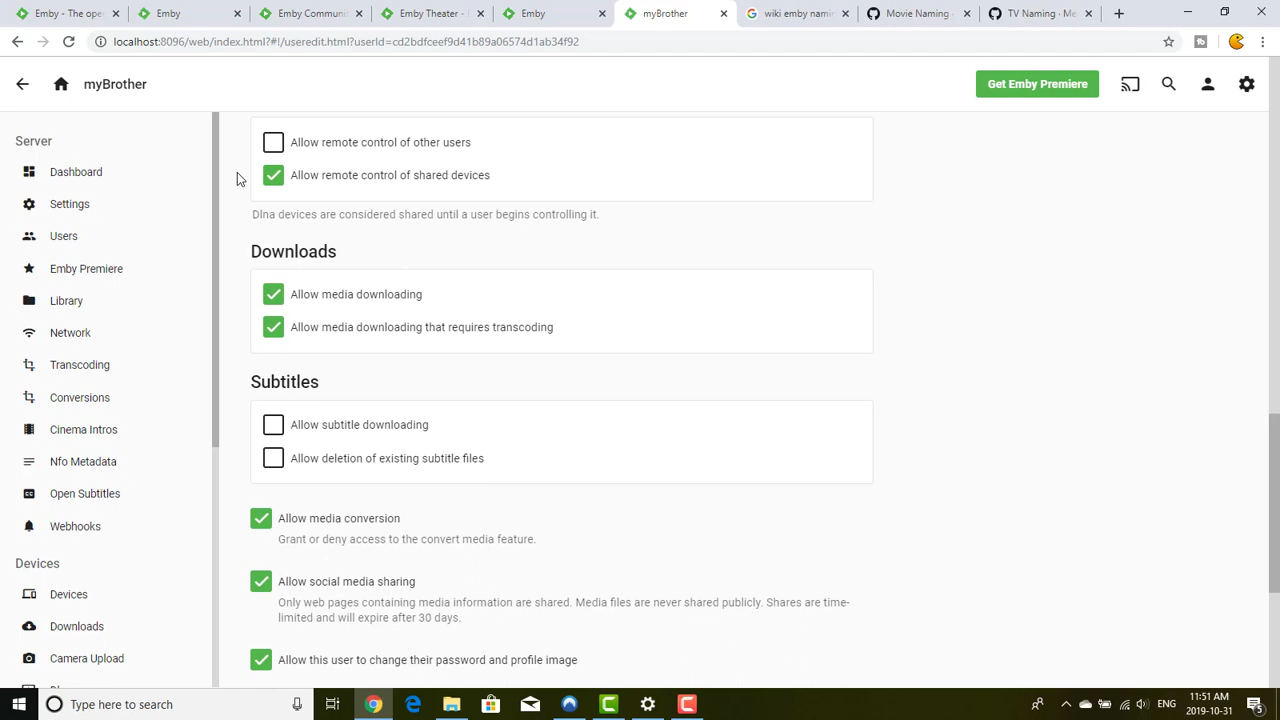 Emby - The open
Emby
Emby Communi
Emby Theater - 
Emby
myBrother
wiki emby nami
Movie Naming · 
TV Naming · Me
localhost:8096/web/index.html?#!/useredit.html?userId=cd2bdfceef9d41b89a06574d1ab34f92
myBrother
Get Emby Premiere
Server
Dashboard
Settings
Users
Emby Premiere
Library
Network
Transcoding
Conversions
Cinema Intros
Nfo Metadata
Open Subtitles
Webhooks
Devices
Devices
Downloads
Camera Upload
Allow remote control of other users
Allow remote control of shared devices
Dlna devices are considered shared until a user begins controlling it.
Downloads
Allow media downloading
Allow media downloading that requires transcoding
Subtitles
Allow subtitle downloading
Allow deletion of existing subtitle files
Allow media conversion
Grant or deny access to the convert media feature.
Allow social media sharing
Only web pages containing media information are shared. Media files are never shared publicly. Shares are time-
limited and will expire after 30 days.
Allow this user to change their password and profile image
Type here to search
ENG
11:51 AM
2019-10-31
5